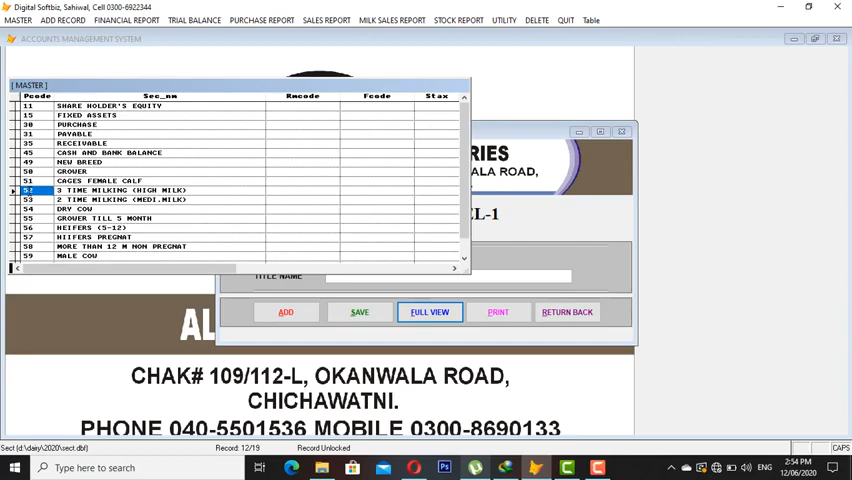 Digital Softbiz, Sahiwal, Cell 0300-6922344
MASTER ADD RECORD FINANCIAL REPORT TRIAL BALANCE PURCHASE REPORT SALES REPORT MILK SALES REPORT STOCK REPORT UTILITY DELETE QUIT Table
ACCOUNTS MANAGEMENT SYSTEM
[ MASTER ]
Pcode Sec_nm Rmcode Fcode Stax
11 SHARE HOLDER'S EQUITY
15 FIXED ASSETS
30 PURCHASE
31 PAYABLE
35 RECEIVABLE
45 CASH AND BANK BALANCE
49 NEW BREED
50 GROWER
51 CAGES FEMALE CALF
52 3 TIME MILKING (HIGH MILK)
53 2 TIME MILKING (MEDI.MILK)
54 DRY COW
55 GROWER TILL 5 MONTH
56 HEIFERS (5-12)
57 HIIFERS PREGNAT
58 MORE THAN 12 M NON PREGNAT
59 MALE COW
RIES
WALA ROAD,
EL-1
TITLE NAME
ADD SAVE FULL VIEW PRINT RETURN BACK
AL
CHAK# 109/112-L, OKANWALA ROAD,
CHICHAWATNI.
PHONE 040-5501536 MOBILE 0300-8690133
Sect (d:\dairy\2020\sect.dbf) Record: 12/19 Record Unlocked CAPS
Type here to search
ENG
2:54 PM
12/06/2020